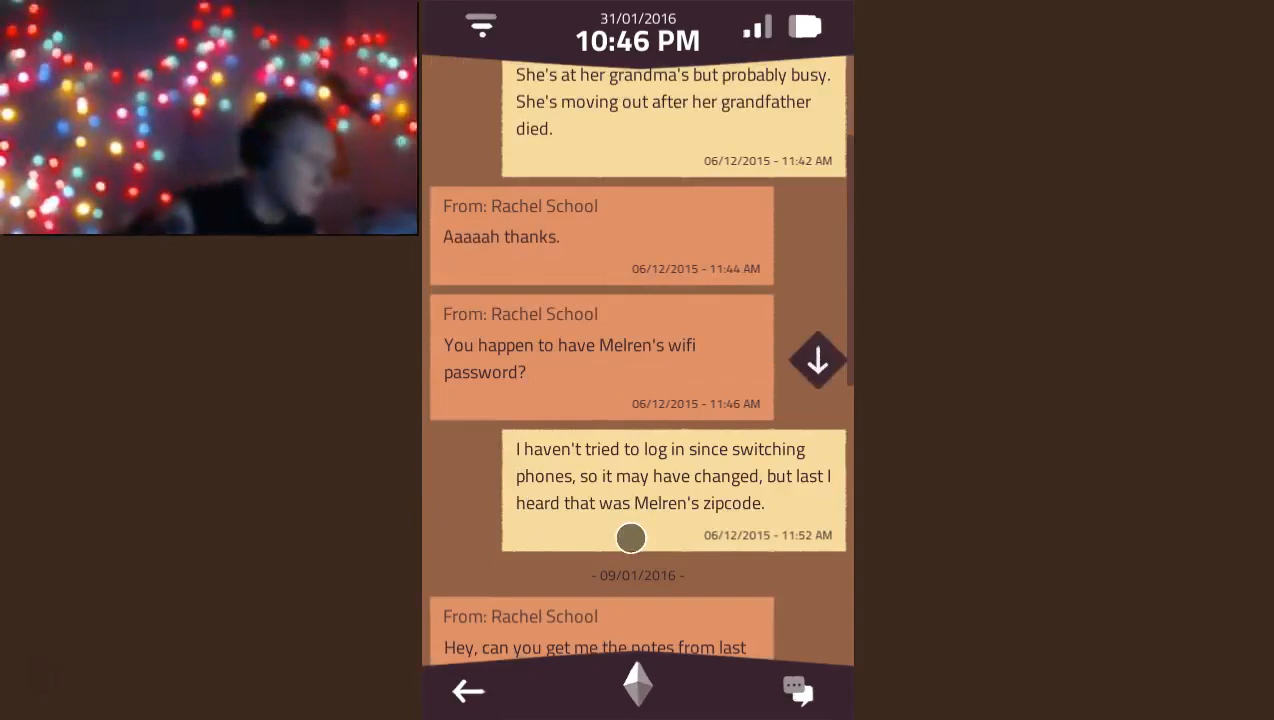 31/01/2016
10:46 PM
She's at her grandma's but probably busy.
She's moving out after her grandfather
died.
06/12/2015 - 11:42 AM
From: Rachel School
Aaaaah thanks.
06/12/2015 - 11:44 AM
From: Rachel School
You happen to have Melren's wifi
password?
06/12/2015 - 11:46 AM
I haven't tried to log in since switching
phones, so it may have changed, but last I
heard that was Melren's zipcode.
06/12/2015 - 11:52 AM
- 09/01/2016 -
From: Rachel School
Hey, can you get me the notes from last